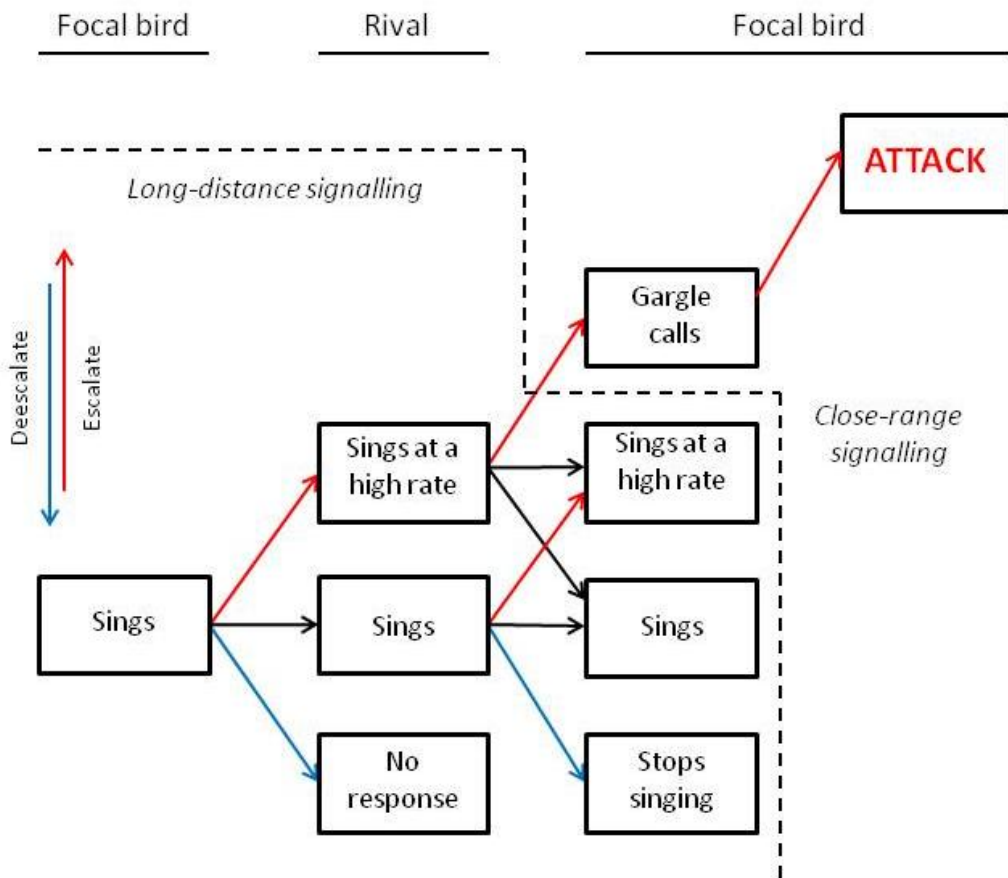 Focal bird
Rival
Focal bird
ATTACK
Long-distance signalling
Gargle
calls
Deescalate
Escalate
Close-range
signalling
Sings at a
high rate
Sings at a
high rate
Sings
Sings
Sings
No
response
Stops
singing